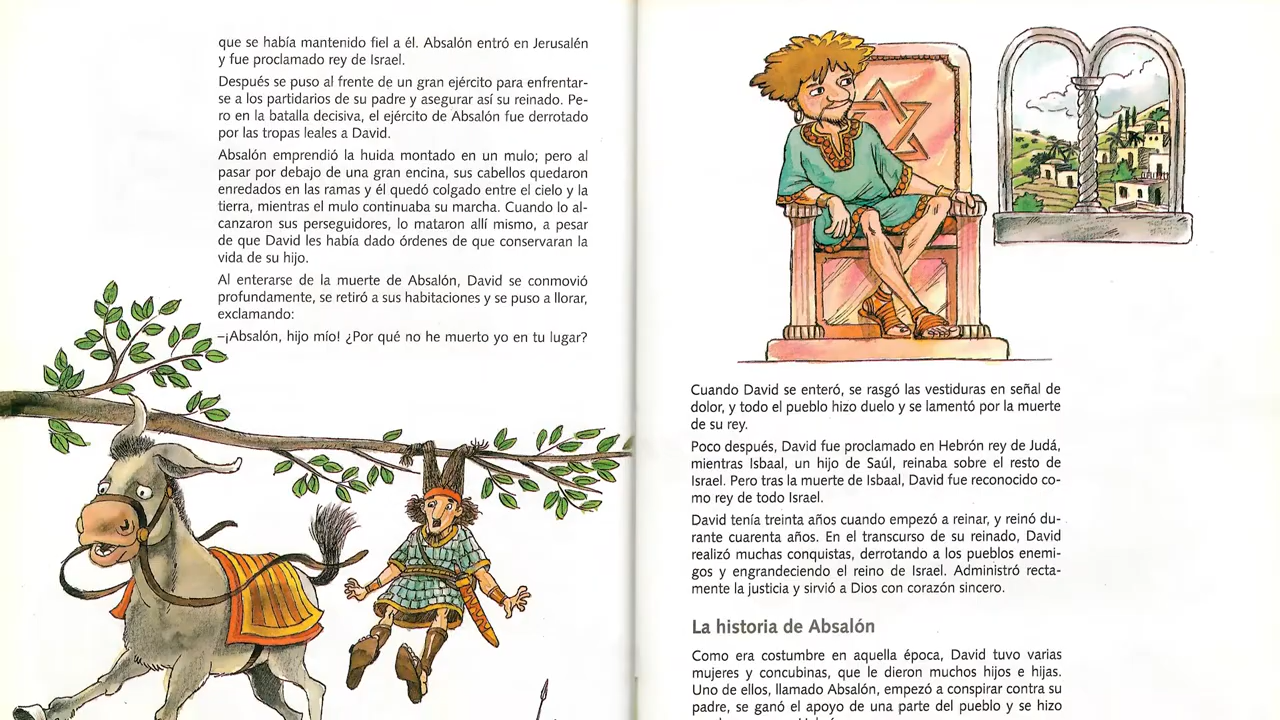 que se había mantenido fiel a él. Absalón entró en Jerusalén
y fue proclamado rey de Israel.
Después se puso al frente de un gran ejército para enfrentar-
se a los partidarios de su padre y asegurar así su reinado. Pe-
ro en la batalla decisiva, el ejército de Absalón fue derrotado
por las tropas leales a David.
Absalón emprendió la huida montado en un mulo; pero al
pasar por debajo de una gran encina, sus cabellos quedaron
enredados en las ramas y él quedó colgado entre el cielo y la
tierra, mientras el mulo continuaba su marcha. Cuando lo al-
canzaron sus perseguidores, lo mataron allí mismo, a pesar
de que David les había dado órdenes de que conservaran la
vida de su hijo.
Al enterarse de la muerte de Absalón, David se conmovió
profundamente, se retiró a sus habitaciones y se puso a llorar,
exclamando:
–¡Absalón, hijo mío! ¿Por qué no he muerto yo en tu lugar?
Cuando David se enteró, se rasgó las vestiduras en señal de
dolor, y todo el pueblo hizo duelo y se lamentó por la muerte
de su rey.
Poco después, David fue proclamado en Hebrón rey de Judá,
mientras Isbaal, un hijo de Saúl, reinaba sobre el resto de
Israel. Pero tras la muerte de Isbaal, David fue reconocido co-
mo rey de todo Israel.
David tenía treinta años cuando empezó a reinar, y reinó du-
rante cuarenta años. En el transcurso de su reinado, David
realizó muchas conquistas, derrotando a los pueblos enemi-
gos y engrandeciendo el reino de Israel. Administró recta-
mente la justicia y sirvió a Dios con corazón sincero.
La historia de Absalón
Como era costumbre en aquella época, David tuvo varias
mujeres y concubinas, que le dieron muchos hijos e hijas.
Uno de ellos, llamado Absalón, empezó a conspirar contra su
padre, se ganó el apoyo de una parte del pueblo y se hizo